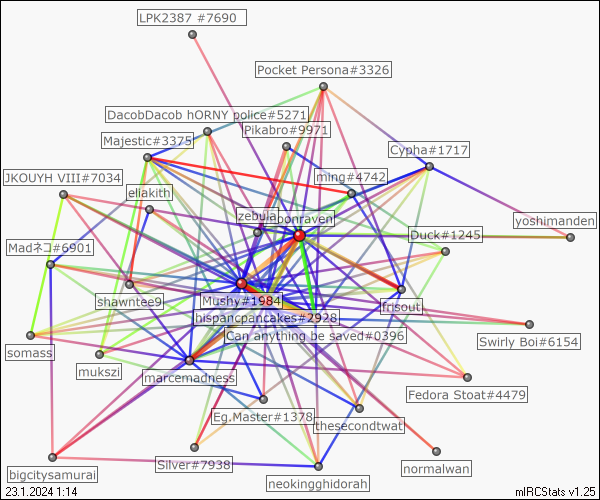 LPK2387 #7690
Pocket Persona#3326
DacobDacob hORNY police#5271
Pikabro#9971
Majestic#3375
Cypha#1717
JKOUYH VIII#7034
ming#4742
eliakith
zebula
bonraven
yoshimanden
Duck#1245
Madネコ#6901
shawntee9
Mushy#1984
frisout
hispanicpancakes#2928
Can anything be saved#0396
Swirly Boi#6154
somass
mukszi
marcemadness
Fedora Stoat#4479
Eg.Master#1378
thesecondtwat
Silver#7938
normalwan
bigcitysamurai
neokingghidorah
23.1.2024 1:14
mIRCStats v1.25